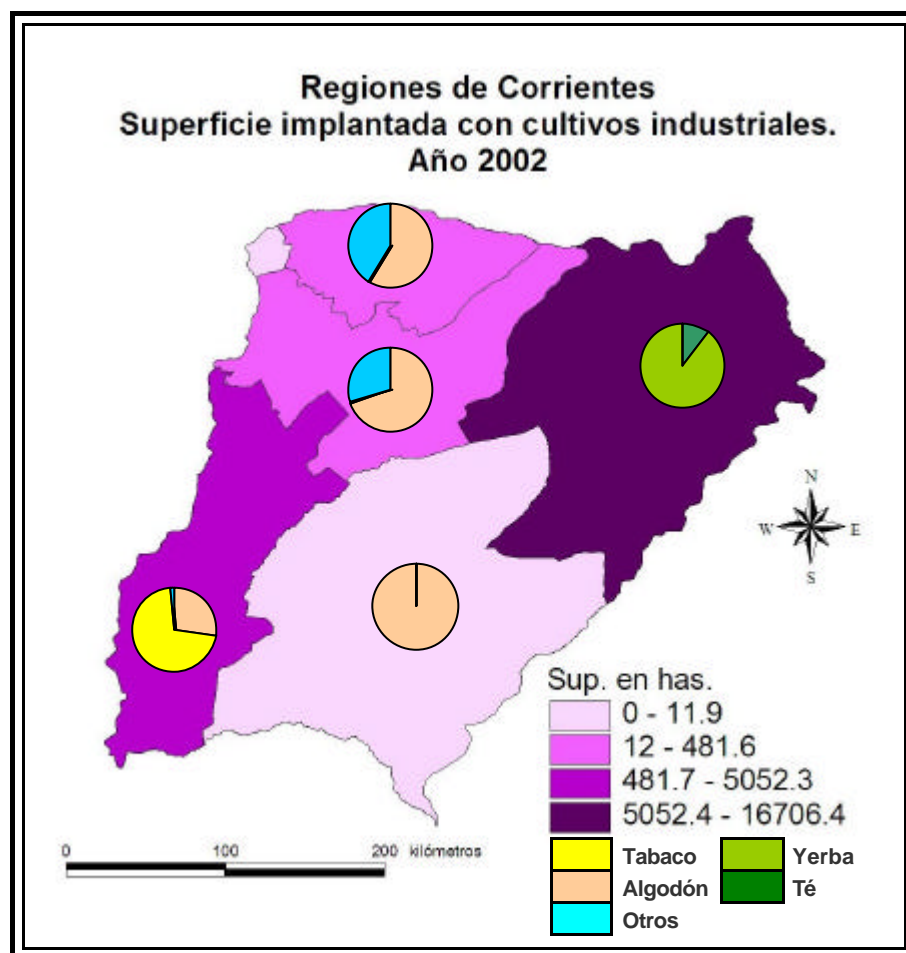 Regiones de Corrientes
Superficie implantada con cultivos industriales.
Año 2002
N
W E
S
Sup. en has.
0 - 11.9
12 - 481.6
481.7 - 5052.3
5052.4 - 16706.4
0 100 200 kilómetros
Tabaco Yerba
Algodón Té
Otros